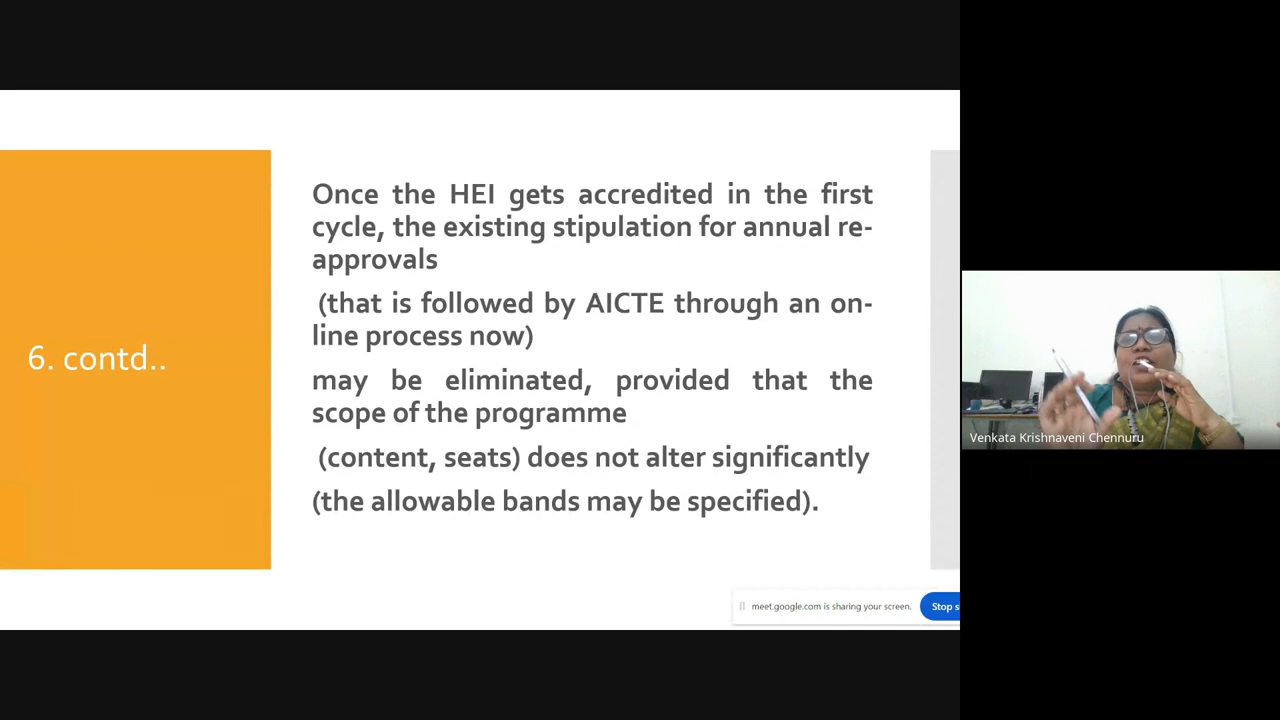 6. contd..
Once the HEI gets accredited in the first
cycle, the existing stipulation for annual re-
approvals
(that is followed by AICTE through an on-
line process now)
may be eliminated, provided that the
scope of the programme
(content, seats) does not alter significantly
(the allowable bands may be specified).
meet.google.com is sharing your screen.
Stop s
Venkata Krishnaveni Chennuru